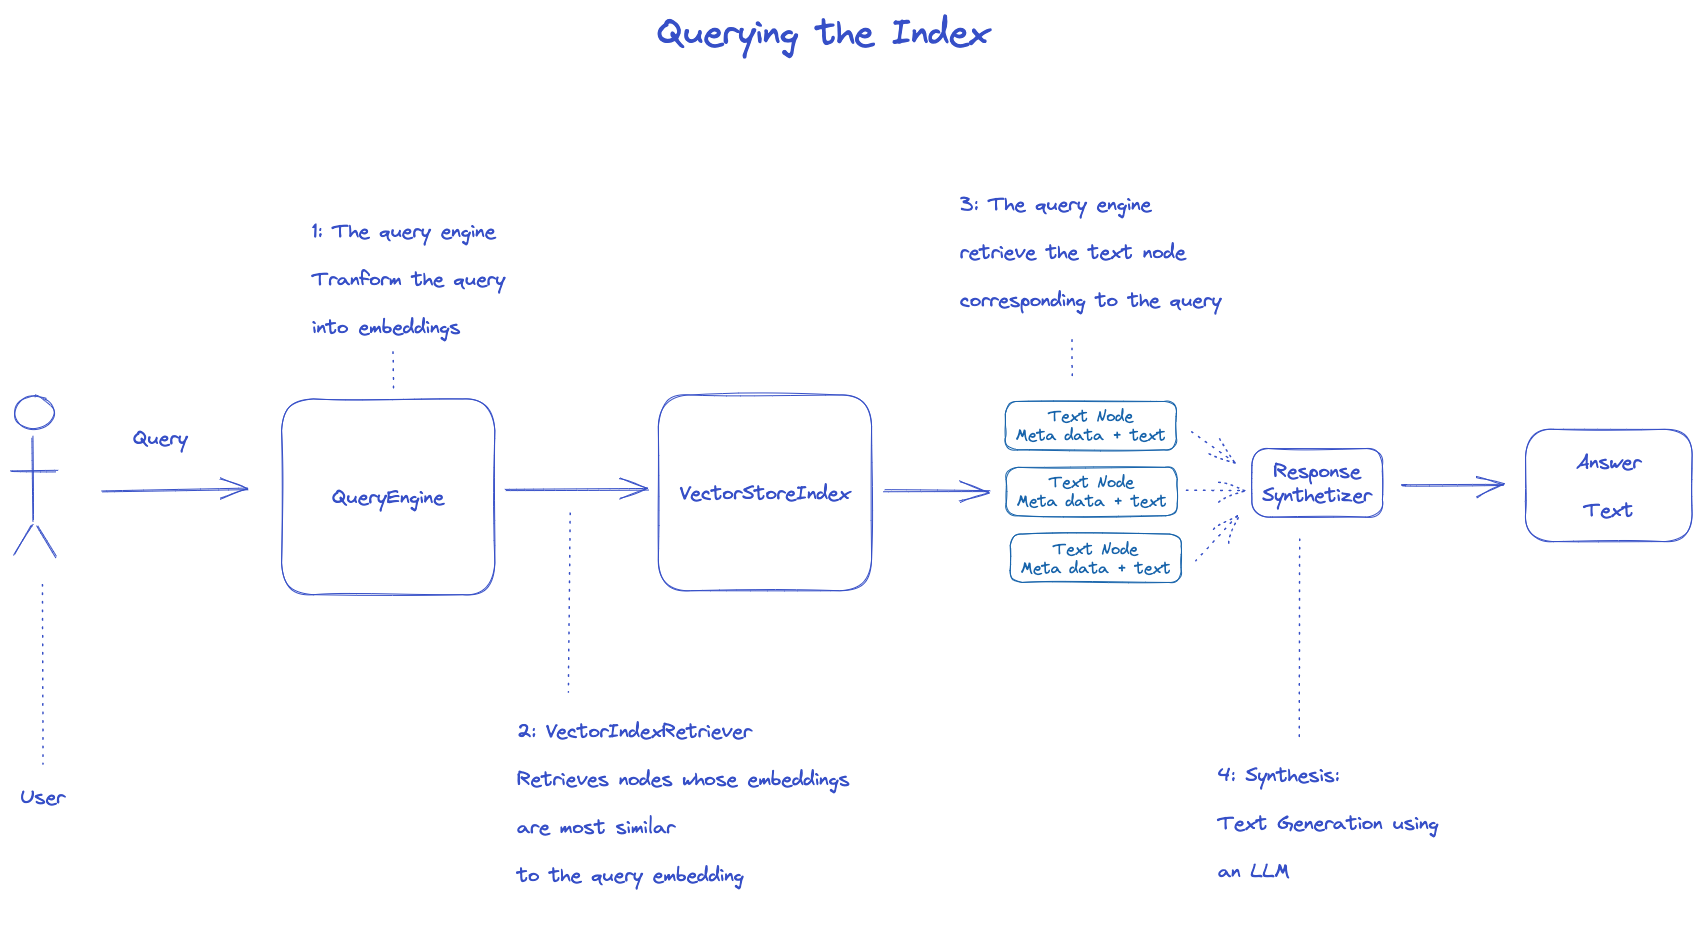 Querying the Index
1: The query engine
Tranform the query
into embeddings
3: The query engine
retrieve the text node
corresponding to the query
Query
QueryEngine
VectorStoreIndex
Text Node
Meta data + text
Text Node
Meta data + text
Text Node
Meta data + text
Response
Synthetizer
Answer
Text
User
2: VectorIndexRetriever
Retrieves nodes whose embeddings
are most similar
to the query embedding
4: Synthesis:
Text Generation using
an LLM